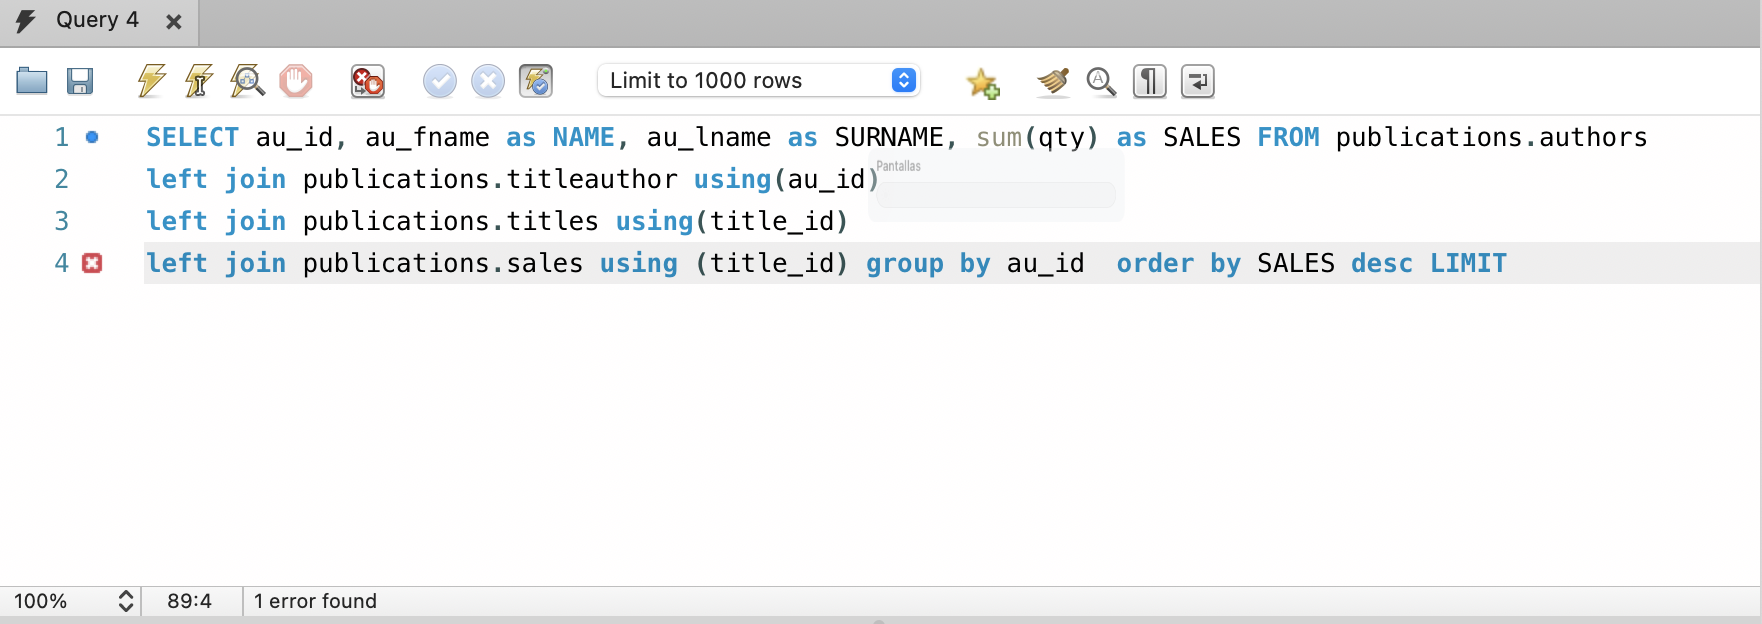 Query 4
Limit to 1000 rows
1 SELECT au_id, au_fname as NAME, au_lname as SURNAME, sum(qty) as SALES FROM publications.authors
Pantallas
2 left join publications.titleauthor using(au_id)
3 left join publications.titles using(title_id)
4 left join publications.sales using (title_id) group by au_id  order by SALES desc LIMIT
100% 89:4 1 error found